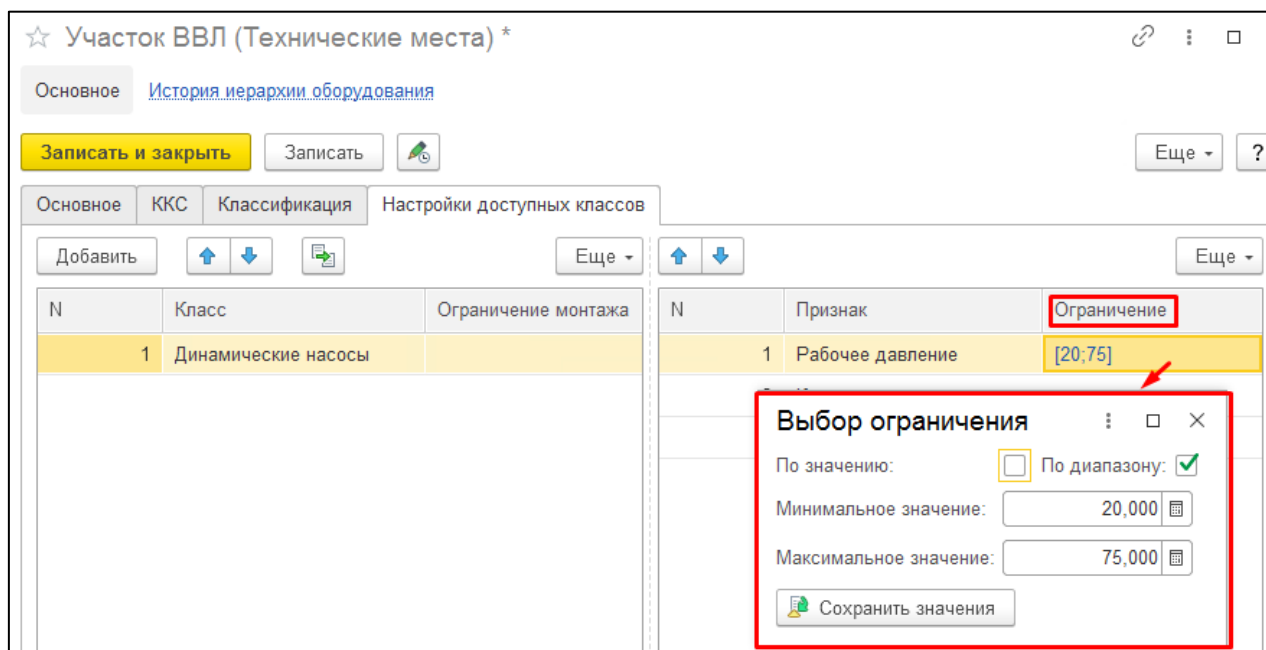 Участок ВВЛ (Технические места) *
Основное История иерархии оборудования
Записать и закрыть Записать Еще ?
Основное ККС Классификация Настройки доступных классов
Добавить Еще Еще
N Класс Ограничение монтажа N Признак Ограничение
1 Динамические насосы 1 Рабочее давление [20;75]
Выбор ограничения
По значению: По диапазону:
Минимальное значение: 20,000
Максимальное значение: 75,000
Сохранить значения